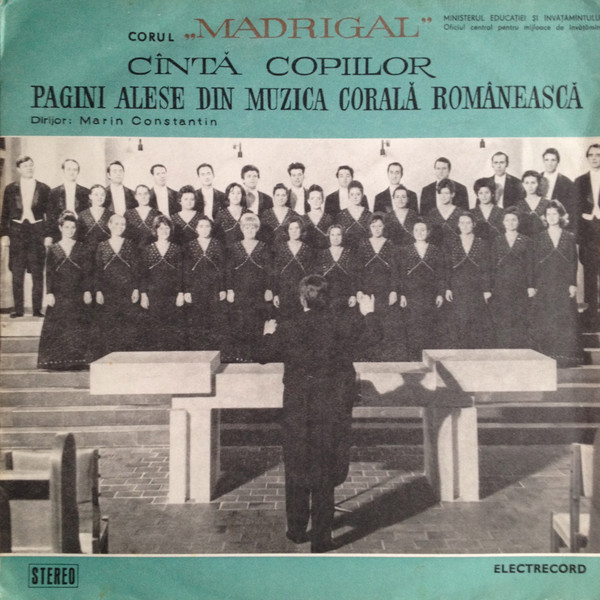 CORUL „MADRIGAL”
MINISTERUL EDUCAȚIEI ȘI ÎNVĂȚĂMÎNTULUI
Oficiul central pentru mijloace de învățămînt
CÎNTĂ COPIILOR
PAGINI ALESE DIN MUZICA CORALĂ ROMÂNEASCĂ
Dirijor: Marin Constantin
STEREO
ELECTRECORD